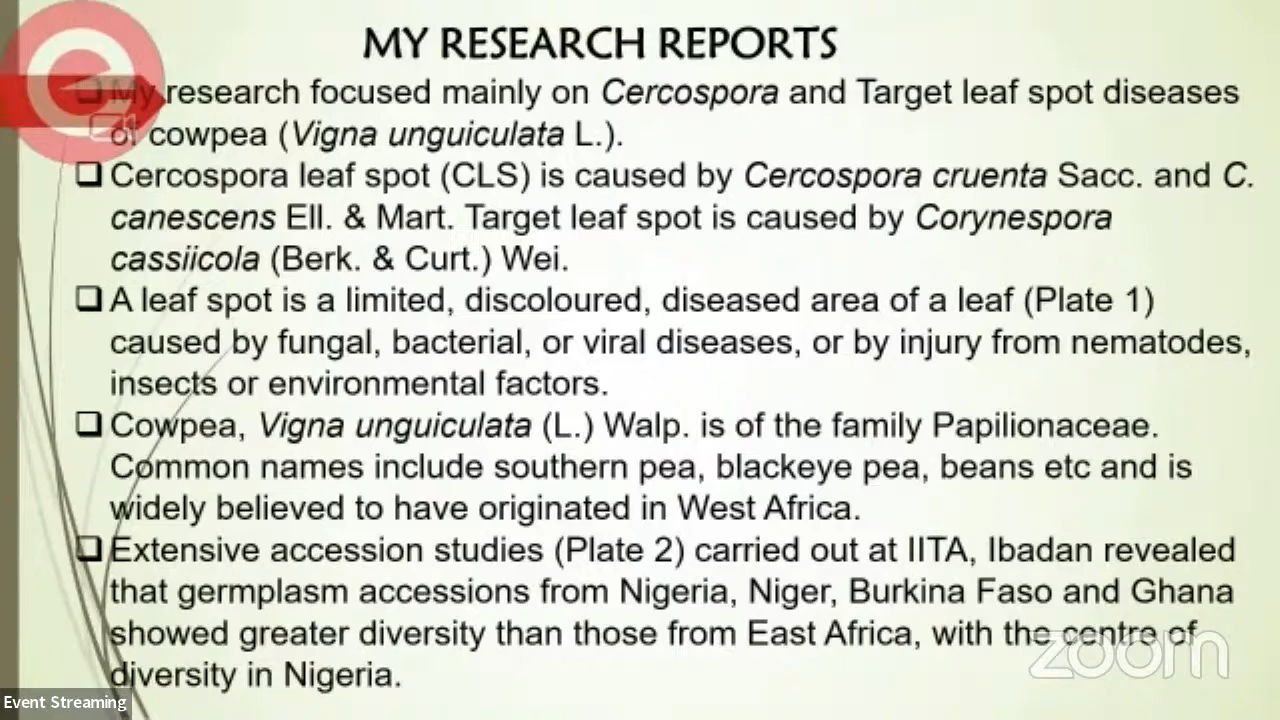 MY RESEARCH REPORTS
❑ My research focused mainly on Cercospora and Target leaf spot diseases
of cowpea (Vigna unguiculata L.).
❑ Cercospora leaf spot (CLS) is caused by Cercospora cruenta Sacc. and C.
canescens Ell. & Mart. Target leaf spot is caused by Corynespora
cassiicola (Berk. & Curt.) Wei.
❑ A leaf spot is a limited, discoloured, diseased area of a leaf (Plate 1)
caused by fungal, bacterial, or viral diseases, or by injury from nematodes,
insects or environmental factors.
❑ Cowpea, Vigna unguiculata (L.) Walp. is of the family Papilionaceae.
Common names include southern pea, blackeye pea, beans etc and is
widely believed to have originated in West Africa.
❑ Extensive accession studies (Plate 2) carried out at IITA, Ibadan revealed
that germplasm accessions from Nigeria, Niger, Burkina Faso and Ghana
showed greater diversity than those from East Africa, with the centre of
diversity in Nigeria.
zoom
Event Streaming